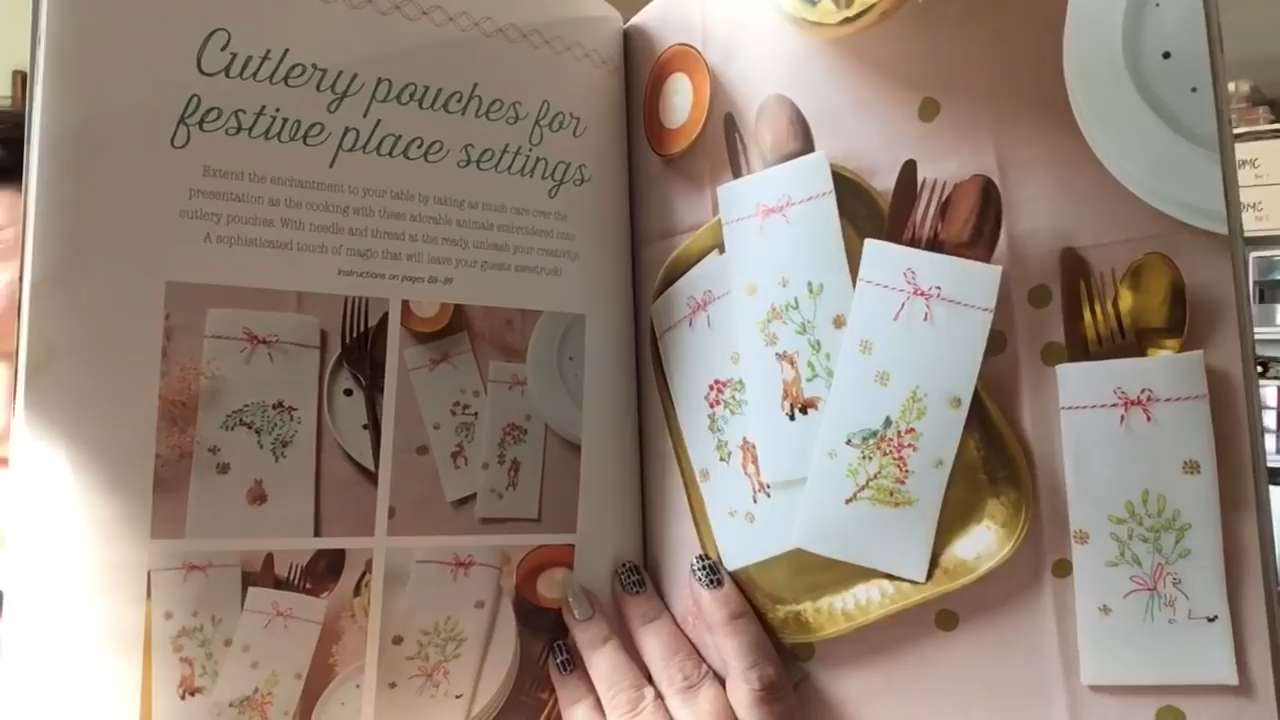 Cutlery pouches for
festive place settings
Extend the enchantment to your table by taking as much care over the
presentation as the cooking with these adorable animals embroidered onto
cutlery pouches. With needle and thread at the ready, unleash your creativity!
A sophisticated touch of magic that will leave your guests awestruck!
Instructions on pages 88-89
DMC
DMC